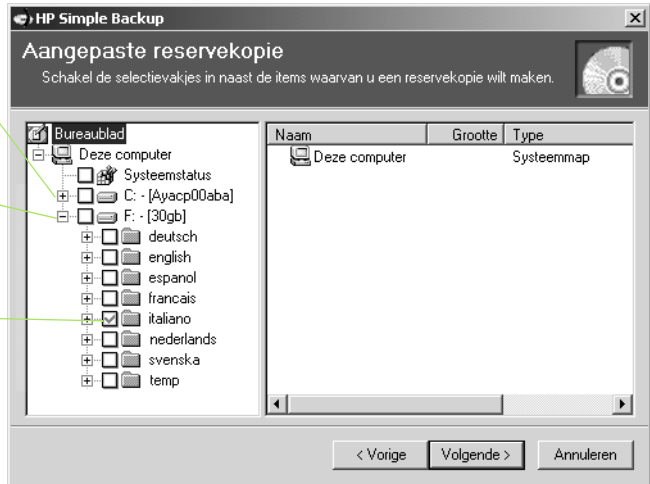 HP Simple Backup
Aangepaste reservekopie
Schakel de selectievakjes in naast de items waarvan u een reservekopie wilt maken.
Bureaublad
Deze computer
Systeemstatus
C: - [Ayacp00aba]
F: - [30gb]
deutsch
english
espanol
francais
italiano
nederlands
svenska
temp
Naam Grootte Type
Deze computer Systeemmap
< Vorige Volgende > Annuleren